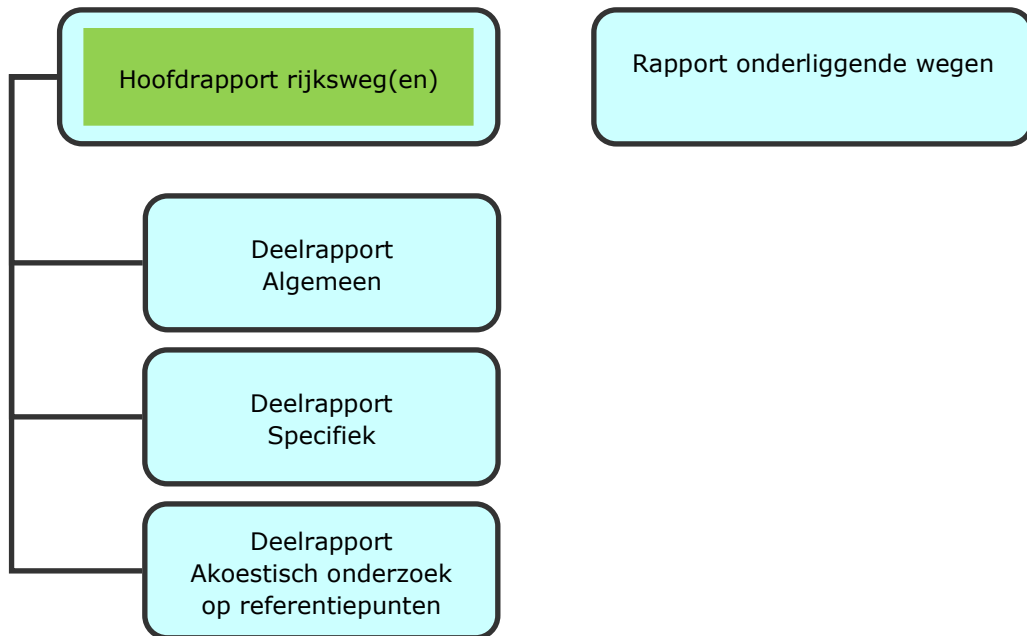 Hoofdrapport rijksweg(en)
Rapport onderliggende wegen
Deelrapport
Algemeen
Deelrapport
Specifiek
Deelrapport
Akoestisch onderzoek
op referentiepunten